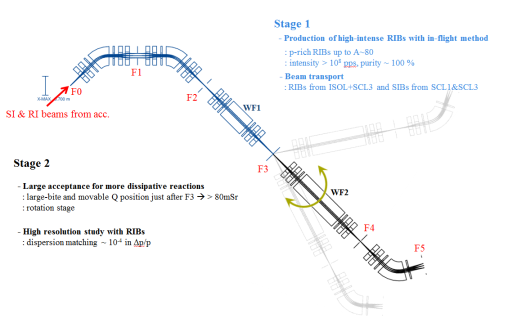 Stage 1
- Production of high-intense RIBs with in-flight method
: p-rich RIBs up to A~80
: intensity > 10⁸ pps, purity ~ 100 %
- Beam transport
: RIBs from ISOL+SCL3 and SIBs from SCL1&SCL3
F0
F1
F2
WF1
SI & RI beams from acc.
F3
WF2
F4
F5
Stage 2
- Large acceptance for more dissipative reactions
: large-bite and movable Q position just after F3 → > 80mSr
: rotation stage
- High resolution study with RIBs
: dispersion matching ~ 10⁻⁴ in Δp/p